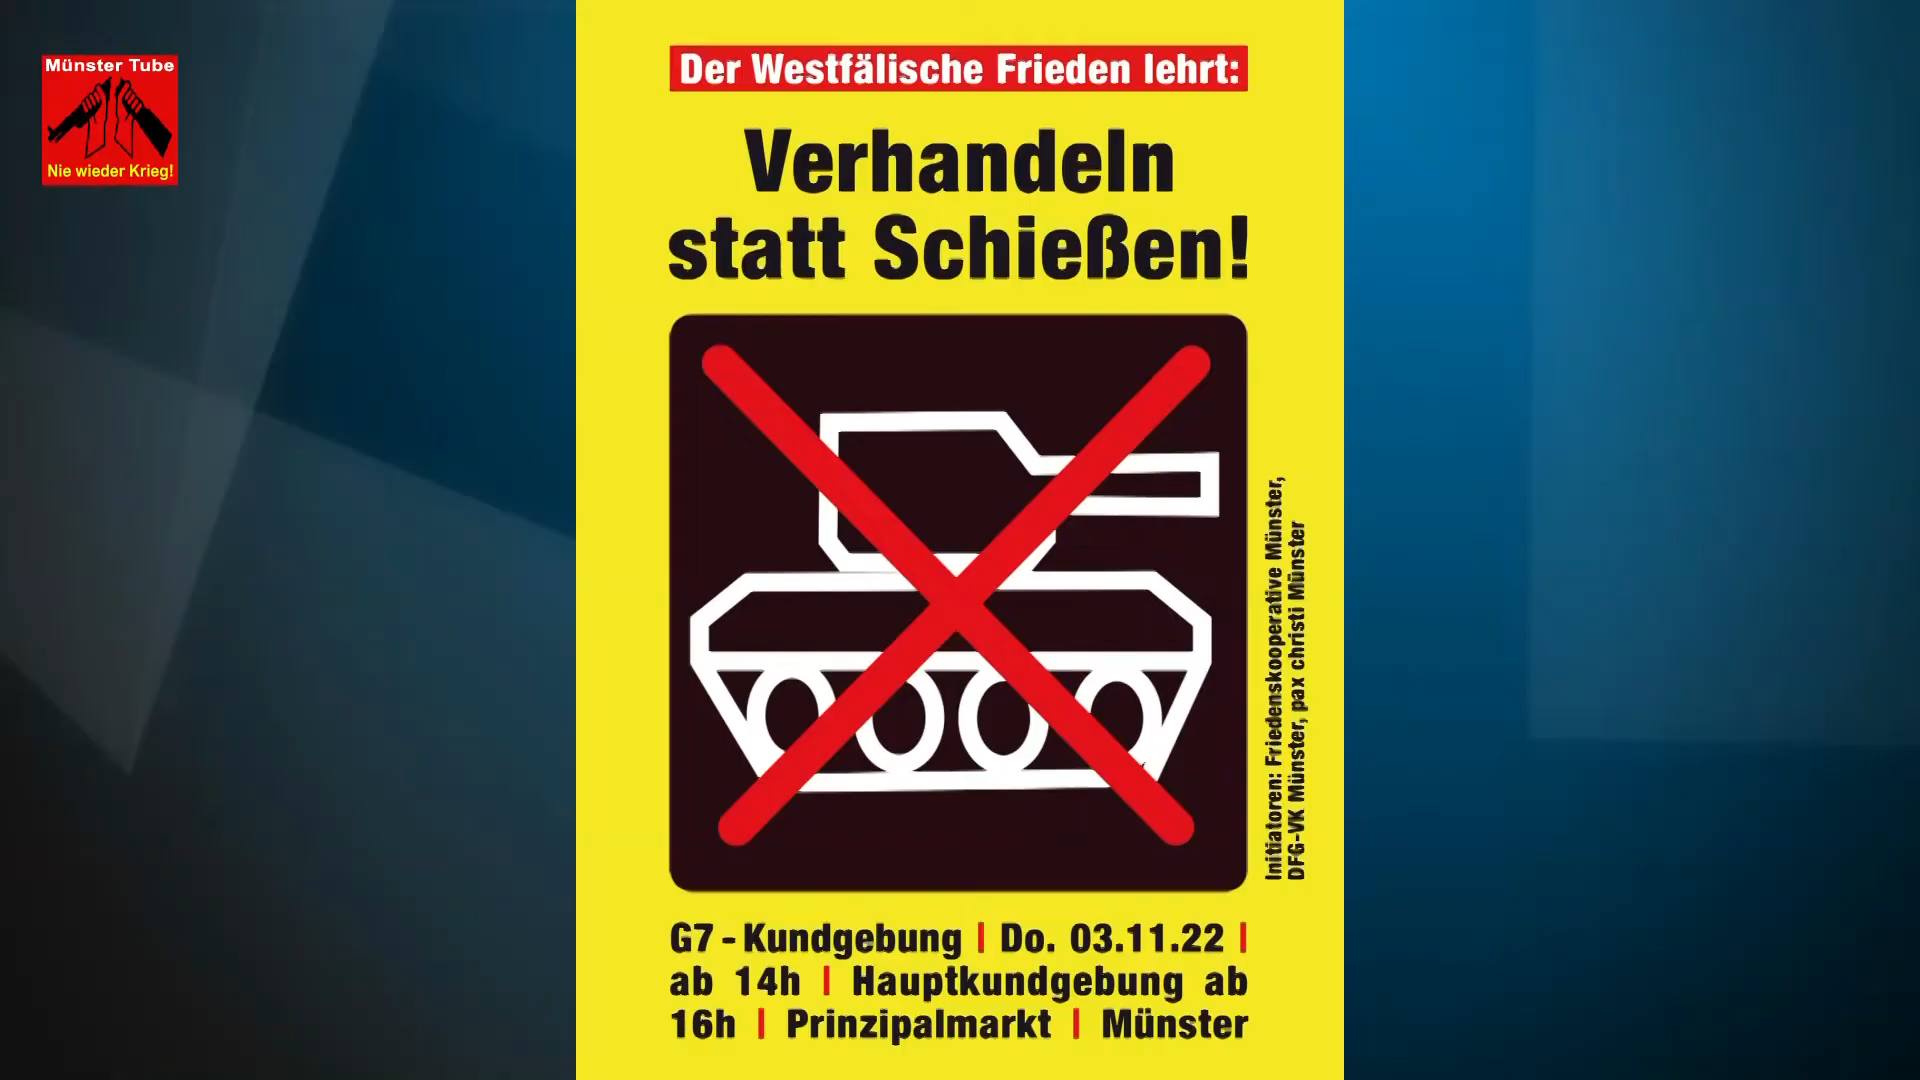 Münster Tube
Nie wieder Krieg!
Der Westfälische Frieden lehrt:
Verhandeln
statt Schießen!
Initiatoren: Friedenskooperative Münster,
DFG-VK Münster, pax christi Münster
G7 - Kundgebung | Do. 03.11.22 |
ab 14h | Hauptkundgebung ab
16h | Prinzipalmarkt | Münster